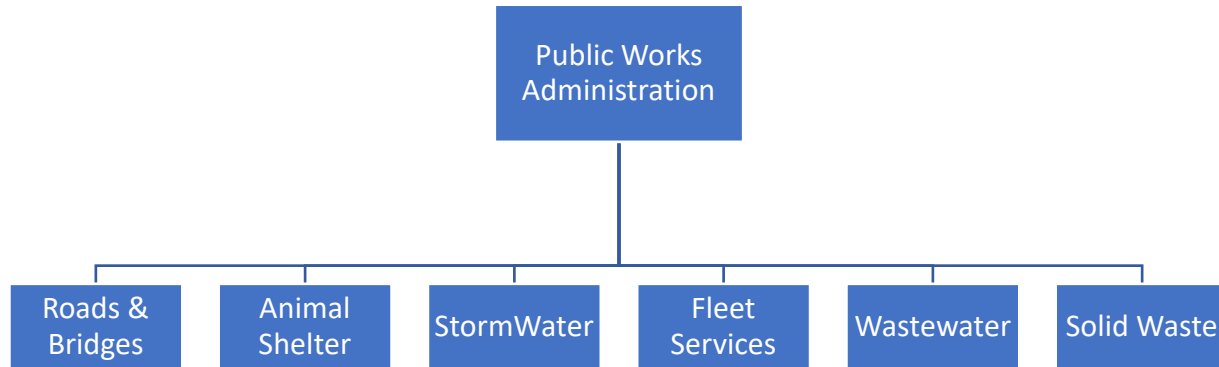 Public Works
Administration
Roads &
Bridges
Animal
Shelter
StormWater
Fleet
Services
Wastewater
Solid Waste